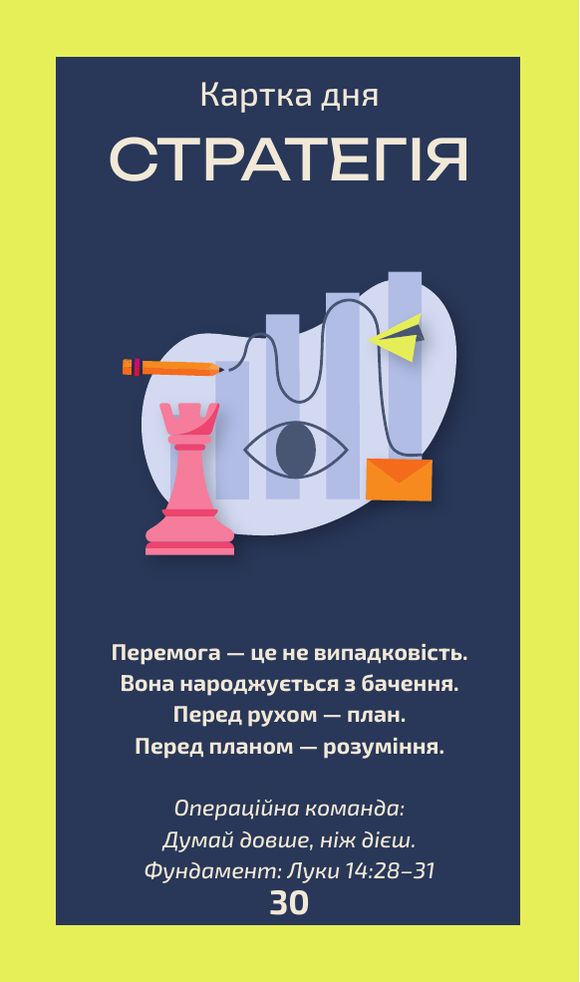 Картка дня
СТРАТЕГІЯ
Перемога — це не випадковість.
Вона народжується з бачення.
Перед рухом — план.
Перед планом — розуміння.
Операційна команда:
Думай довше, ніж дієш.
Фундамент: Луки 14:28–31
30